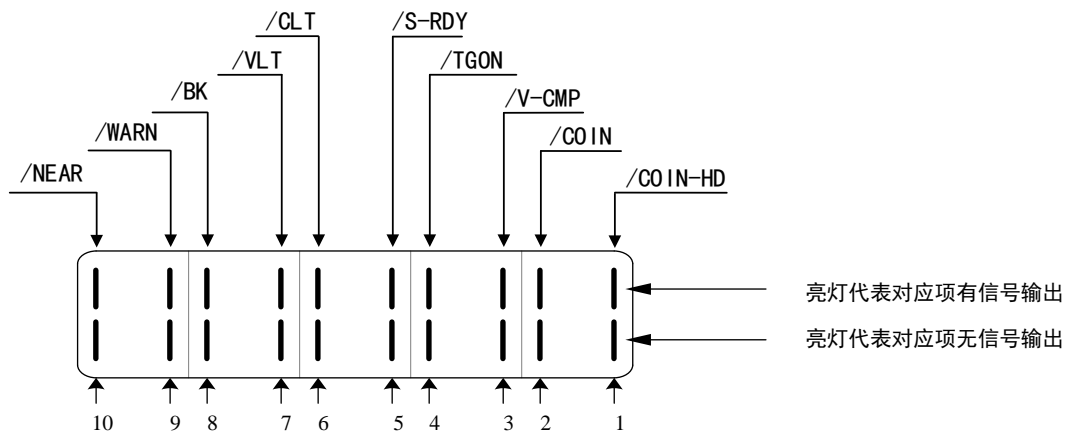 /CLT
/S-RDY
/VLT
/TGON
/BK
/V-CMP
/WARN
/COIN
/NEAR
/COIN-HD
亮灯代表对应项有信号输出
亮灯代表对应项无信号输出
10 9 8 7 6 5 4 3 2 1